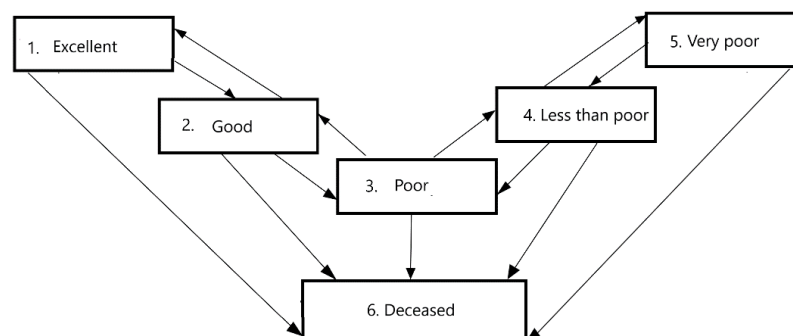 1. Excellent
5. Very poor
2. Good
4. Less than poor
3. Poor
6. Deceased